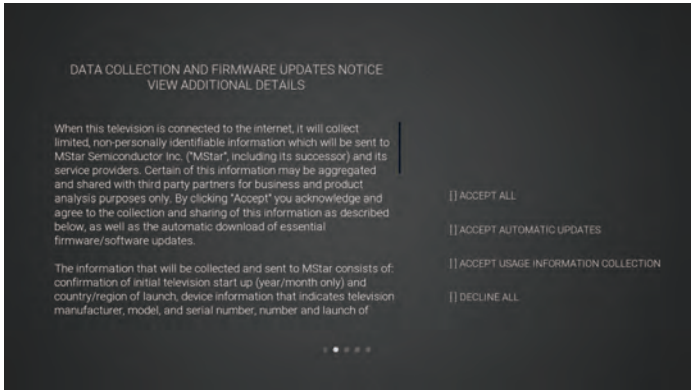 DATA COLLECTION AND FIRMWARE UPDATES NOTICE
VIEW ADDITIONAL DETAILS
When this television is connected to the internet, it will collect
limited, non-personally identifiable information which will be sent to
MStar Semiconductor Inc. ("MStar", including its successor) and its
service providers. Certain of this information may be aggregated
and shared with third party partners for business and product
analysis purposes only. By clicking "Accept" you acknowledge and
agree to the collection and sharing of this information as described
below, as well as the automatic download of essential
firmware/software updates.
The information that will be collected and sent to MStar consists of:
confirmation of initial television start up (year/month only) and
country/region of launch, device information that indicates television
manufacturer, model, and serial number, number and launch of
[ ] ACCEPT ALL
[ ] ACCEPT AUTOMATIC UPDATES
[ ] ACCEPT USAGE INFORMATION COLLECTION
[ ] DECLINE ALL